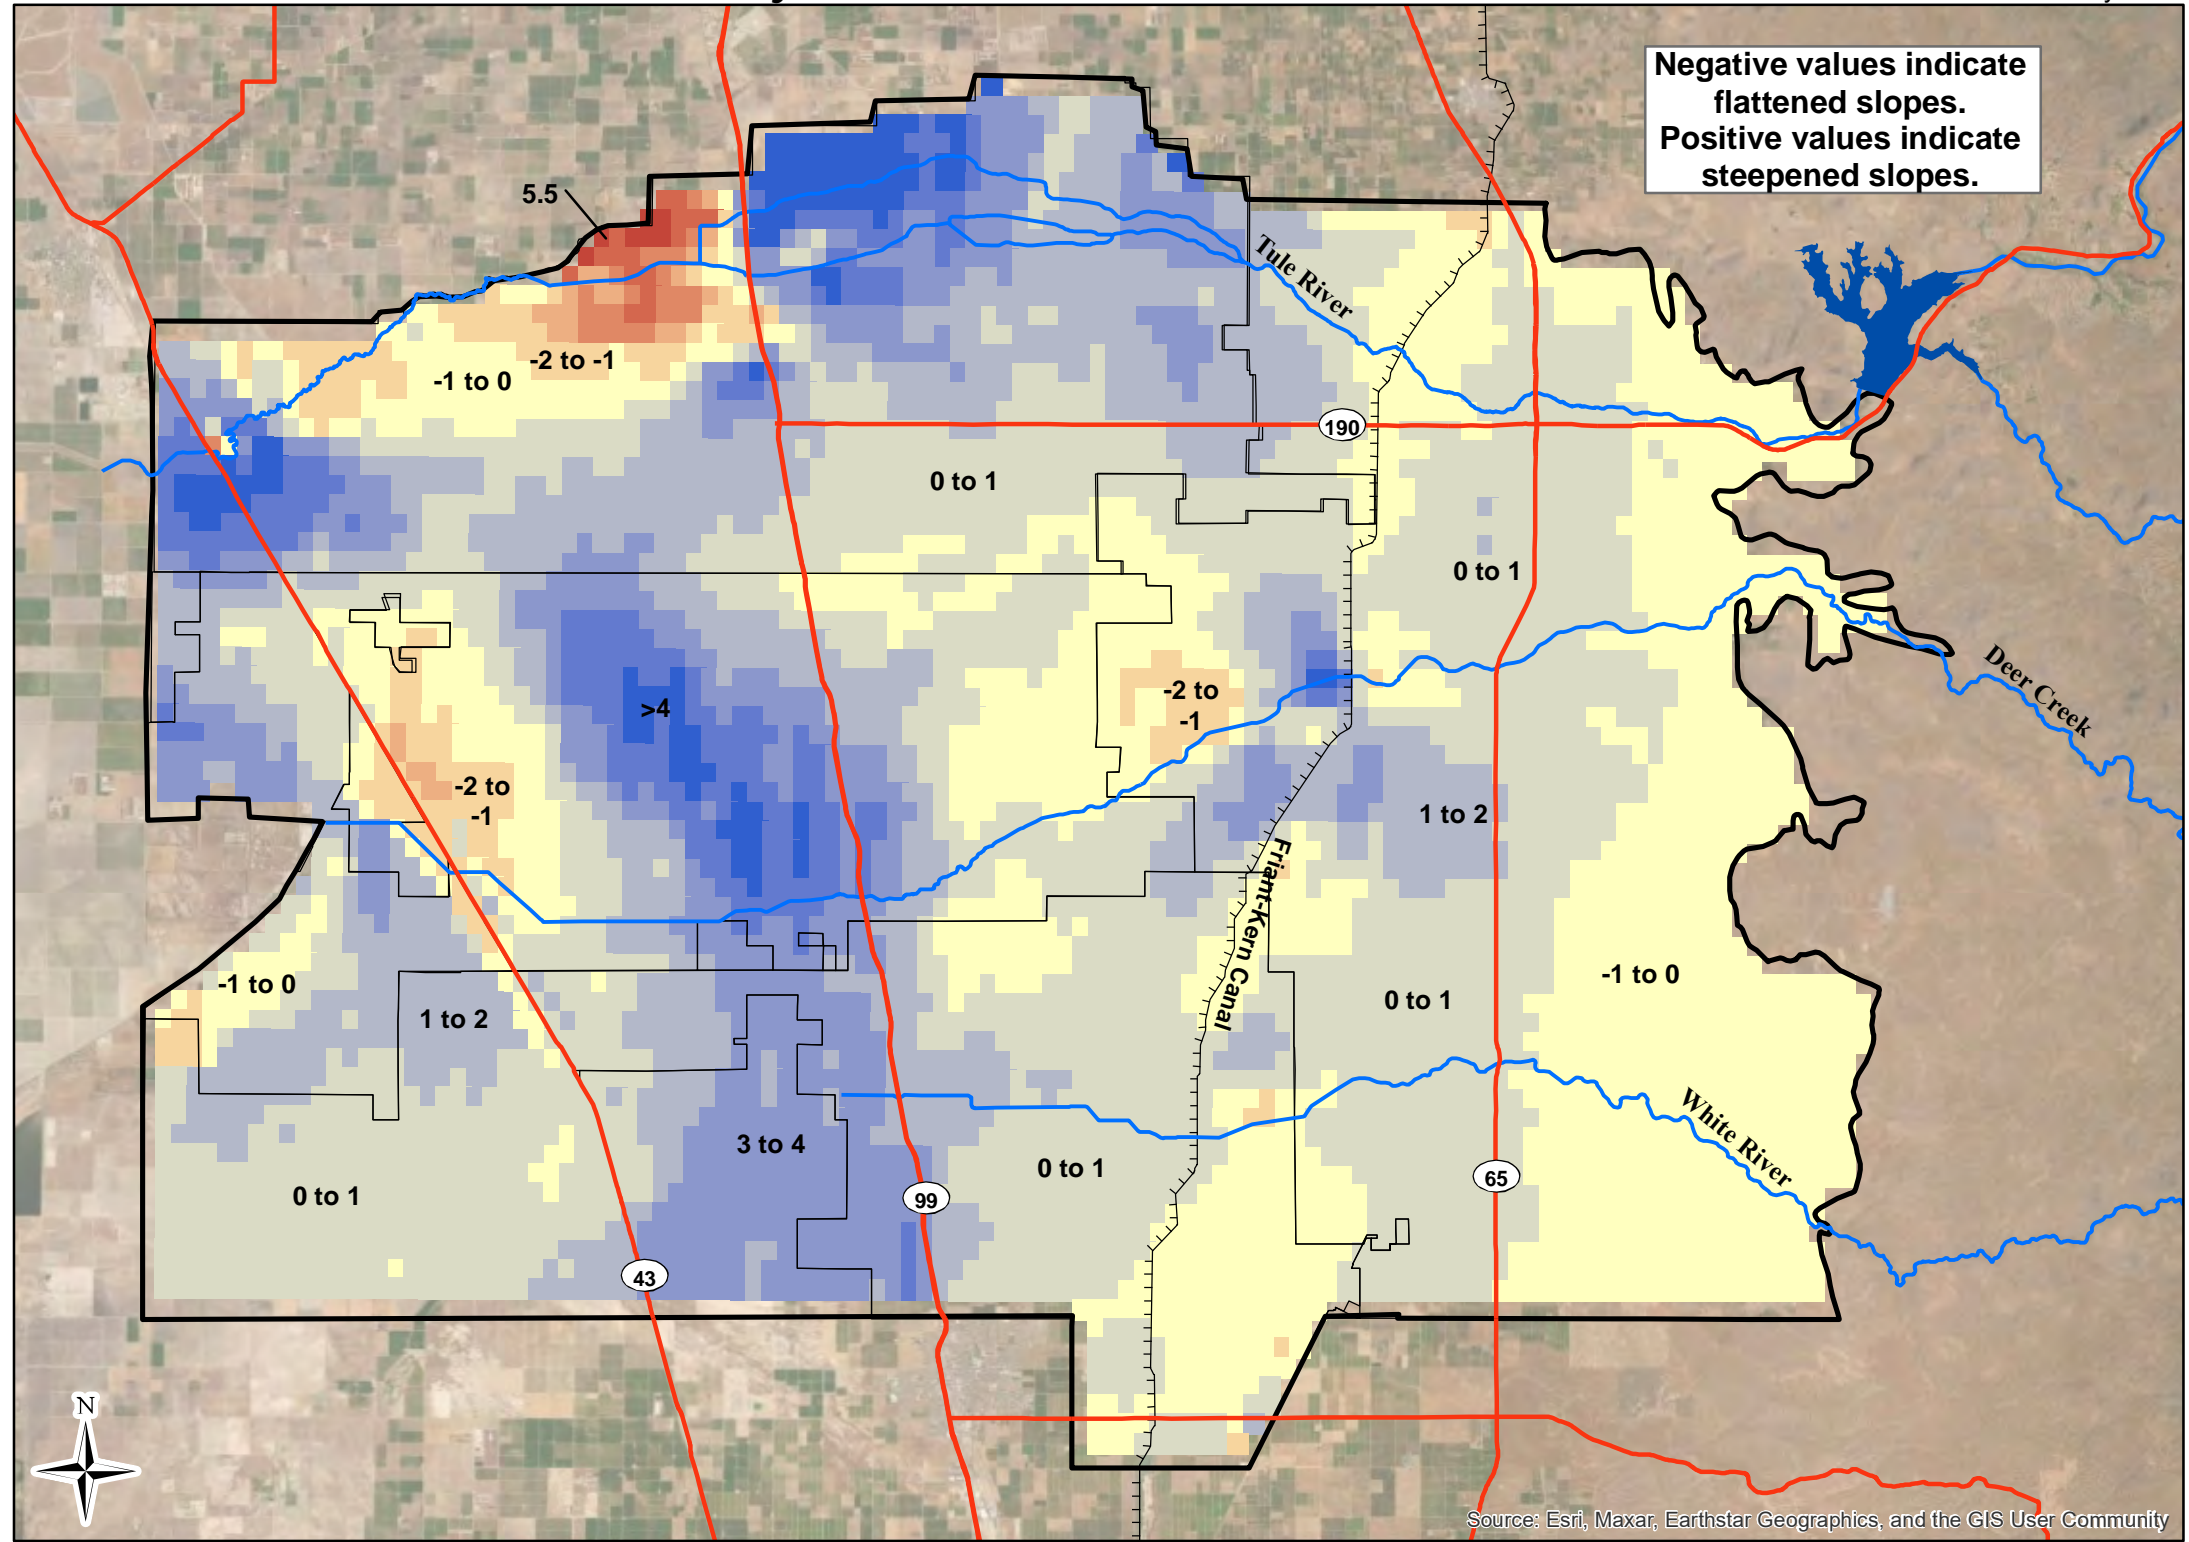 Negative values indicate
flattened slopes.
Positive values indicate
steepened slopes.
5.5
Tule River
-2 to -1
-1 to 0
190
0 to 1
0 to 1
-2 to
-1
>4
Deer Creek
-2 to
-1
1 to 2
Friant-Kern Canal
-1 to 0
-1 to 0
0 to 1
1 to 2
White River
3 to 4
0 to 1
65
0 to 1
99
43
N
Source: Esri, Maxar, Earthstar Geographics, and the GIS User Community